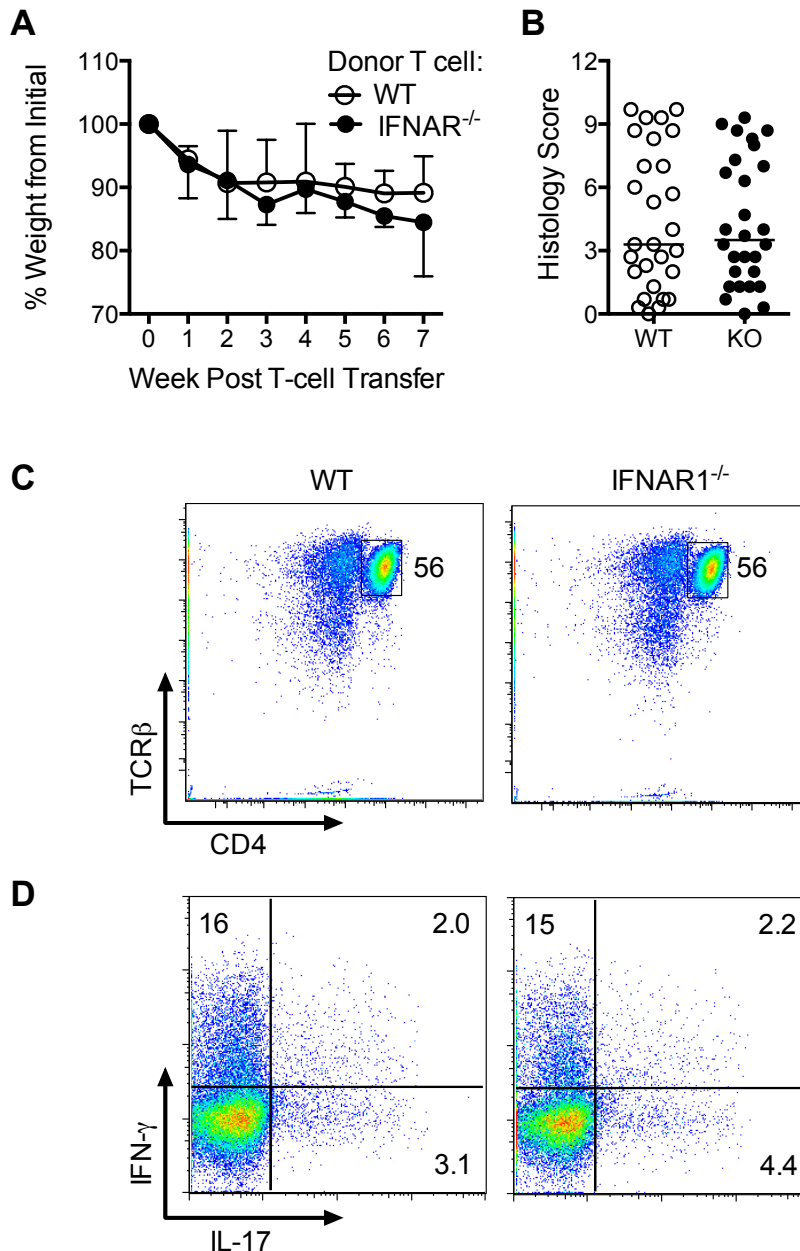 A
% Weight from Initial
110
100
90
80
70
0 1 2 3 4 5 6 7
Week Post T-cell Transfer
Donor T cell:
WT
IFNAR-/-
B
Histology Score
12
9
6
3
0
WT KO
C
WT IFNAR1-/-
56 56
TCRβ
CD4
D
16 2.0 15 2.2
3.1 4.4
IFN-γ
IL-17